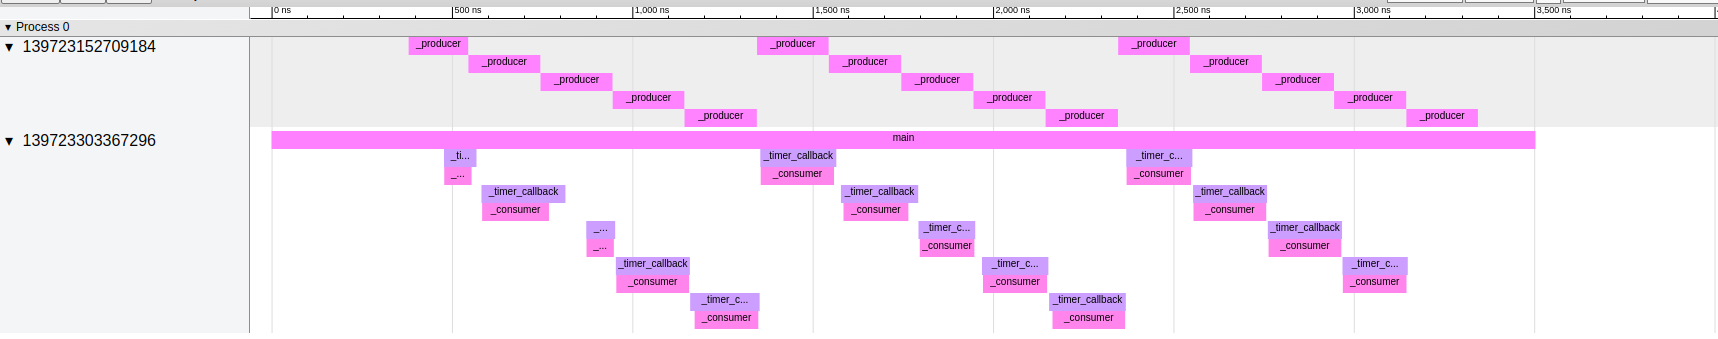 0 ns 500 ns 1,000 ns 1,500 ns 2,000 ns 2,500 ns 3,000 ns 3,500 ns
▼ Process 0
▼ 139723152709184 _producer _producer _producer
_producer _producer _producer
_producer _producer _producer
_producer _producer _producer
_producer _producer _producer
▼ 139723303367296 main
_ti... _timer_callback _timer_c...
_... _consumer _consumer
_timer_callback _timer_callback _timer_callback
_consumer _consumer _consumer
_... _timer_c... _timer_callback
_... _consumer _consumer
_timer_callback _timer_c... _timer_c...
_consumer _consumer _consumer
_timer_c... _timer_callback
_consumer _consumer